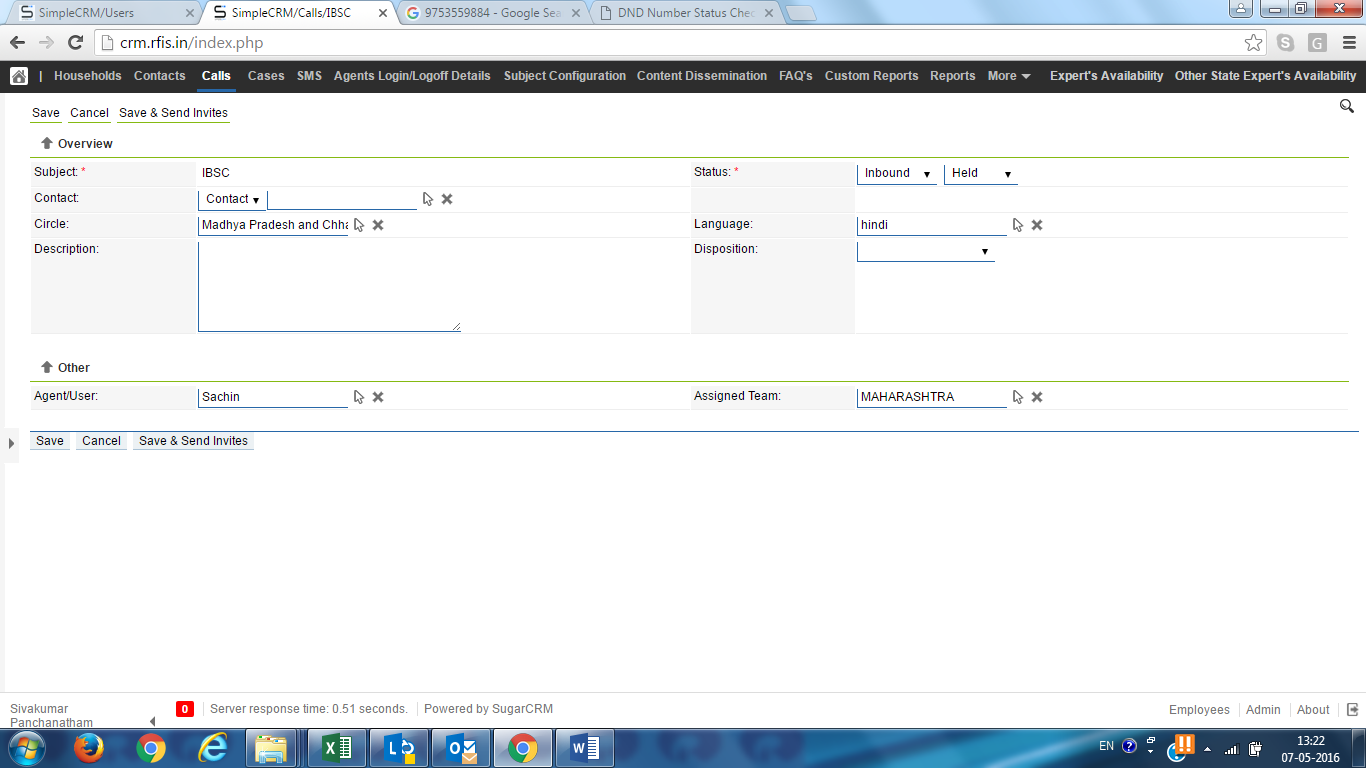 SimpleCRM/Users
SimpleCRM/Calls/IBSC
9753559884 - Google Sea
DND Number Status Chec
crm.rfis.in/index.php
| Households Contacts Calls Cases SMS Agents Login/Logoff Details Subject Configuration Content Dissemination FAQ's Custom Reports Reports More Expert's Availability Other State Expert's Availability
Save Cancel Save & Send Invites
Overview
Subject: * IBSC Status: * Inbound Held
Contact: Contact
Circle: Madhya Pradesh and Chha Language: hindi
Description: Disposition:
Other
Agent/User: Sachin Assigned Team: MAHARASHTRA
Save Cancel Save & Send Invites
Sivakumar
Panchanatham
0 Server response time: 0.51 seconds. Powered by SugarCRM
Employees Admin About
EN
13:22
07-05-2016